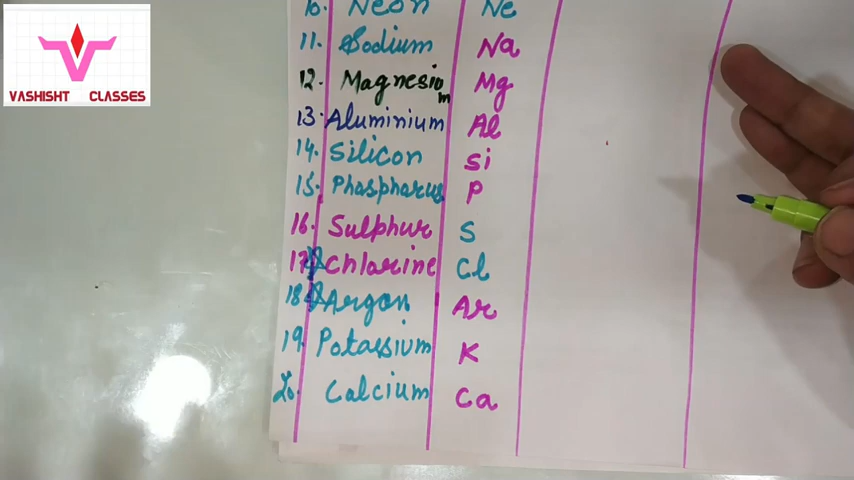 VASHISHT CLASSES
10. Neon Ne
11. Sodium Na
12. Magnesium Mg
13. Aluminium Al
14. Silicon Si
15. Phospharus P
16. Sulphur S
17. Chlorine Cl
18. Argon Ar
19. Potassium K
20. Calcium Ca